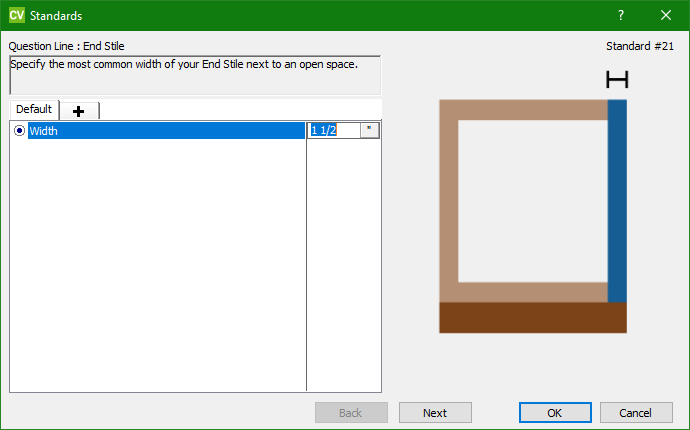 CV Standards ?
Question Line : End Stile Standard #21
Specify the most common width of your End Stile next to an open space.
Default
Width 1 1/2 "
Back Next OK Cancel